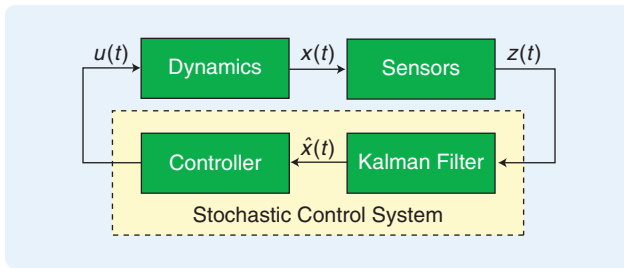 u(t) Dynamics x(t) Sensors z(t)
Controller x̂(t) Kalman Filter
Stochastic Control System